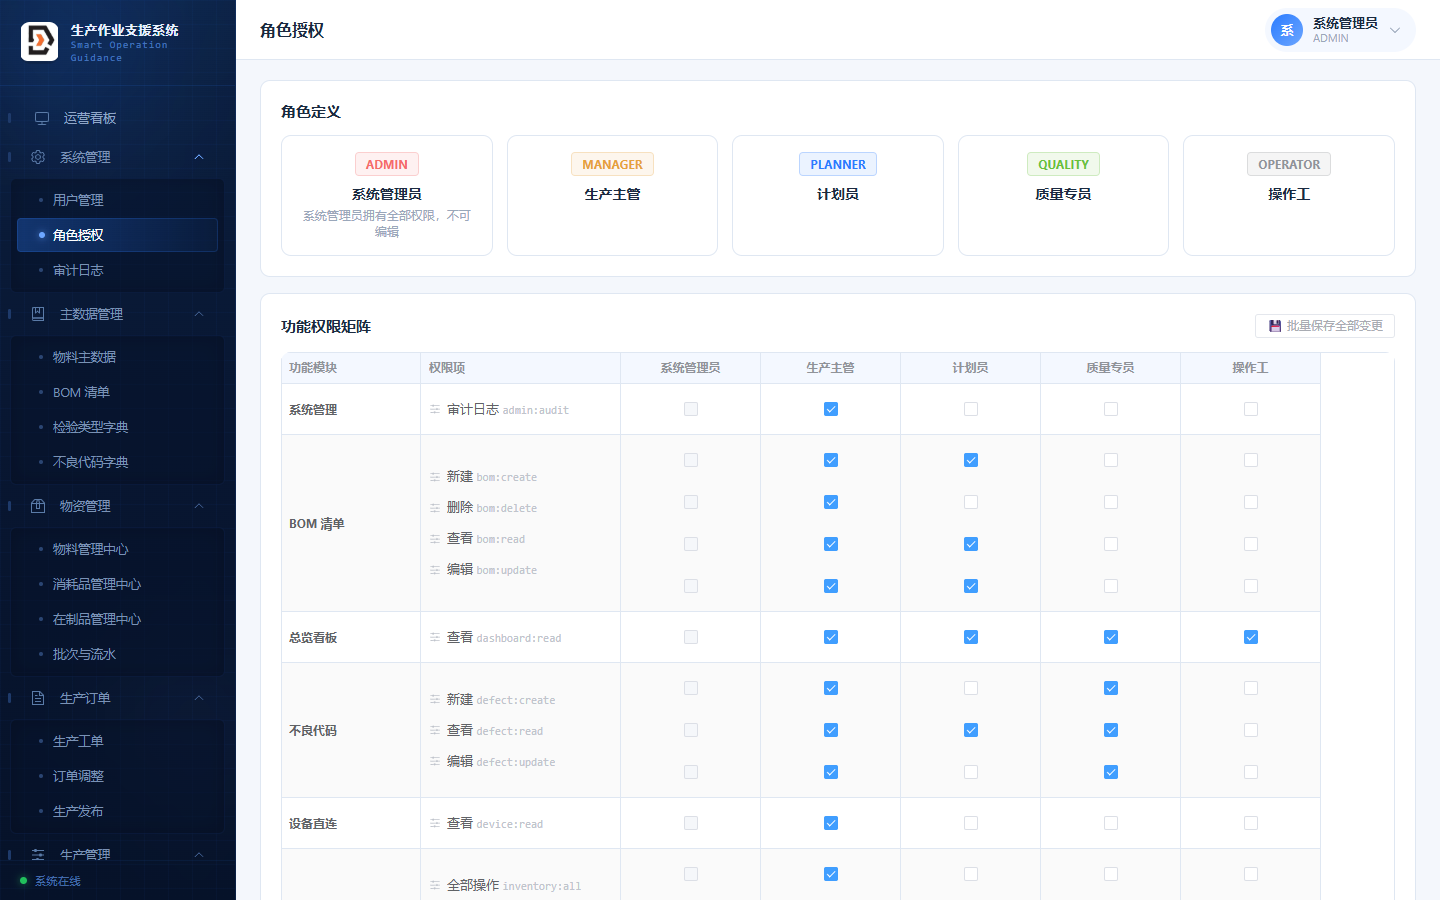 生产作业支援系统
Smart Operation
Guidance
运营看板
系统管理
用户管理
角色授权
审计日志
主数据管理
物料主数据
BOM 清单
检验类型字典
不良代码字典
物资管理
物料管理中心
消耗品管理中心
在制品管理中心
批次与流水
生产订单
生产工单
订单调整
生产发布
生产管理
系统在线
角色授权
系
系统管理员
ADMIN
角色定义
ADMIN
系统管理员
系统管理员拥有全部权限，不可
编辑
MANAGER
生产主管
PLANNER
计划员
QUALITY
质量专员
OPERATOR
操作工
功能权限矩阵
批量保存全部变更
功能模块 权限项 系统管理员 生产主管 计划员 质量专员 操作工
系统管理
审计日志 admin:audit
BOM 清单
新建 bom:create
删除 bom:delete
查看 bom:read
编辑 bom:update
总览看板
查看 dashboard:read
不良代码
新建 defect:create
查看 defect:read
编辑 defect:update
设备直连
查看 device:read
全部操作 inventory:all